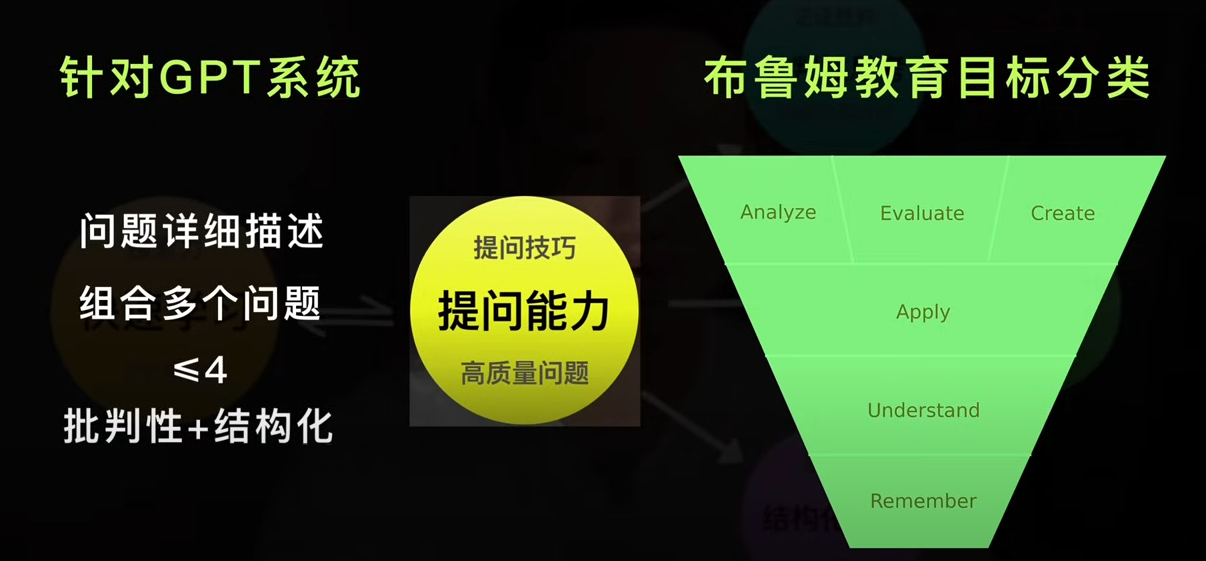 针对GPT系统
问题详细描述
组合多个问题
≤4
批判性+结构化
提问技巧
提问能力
高质量问题
布鲁姆教育目标分类
Analyze
Evaluate
Create
Apply
Understand
Remember